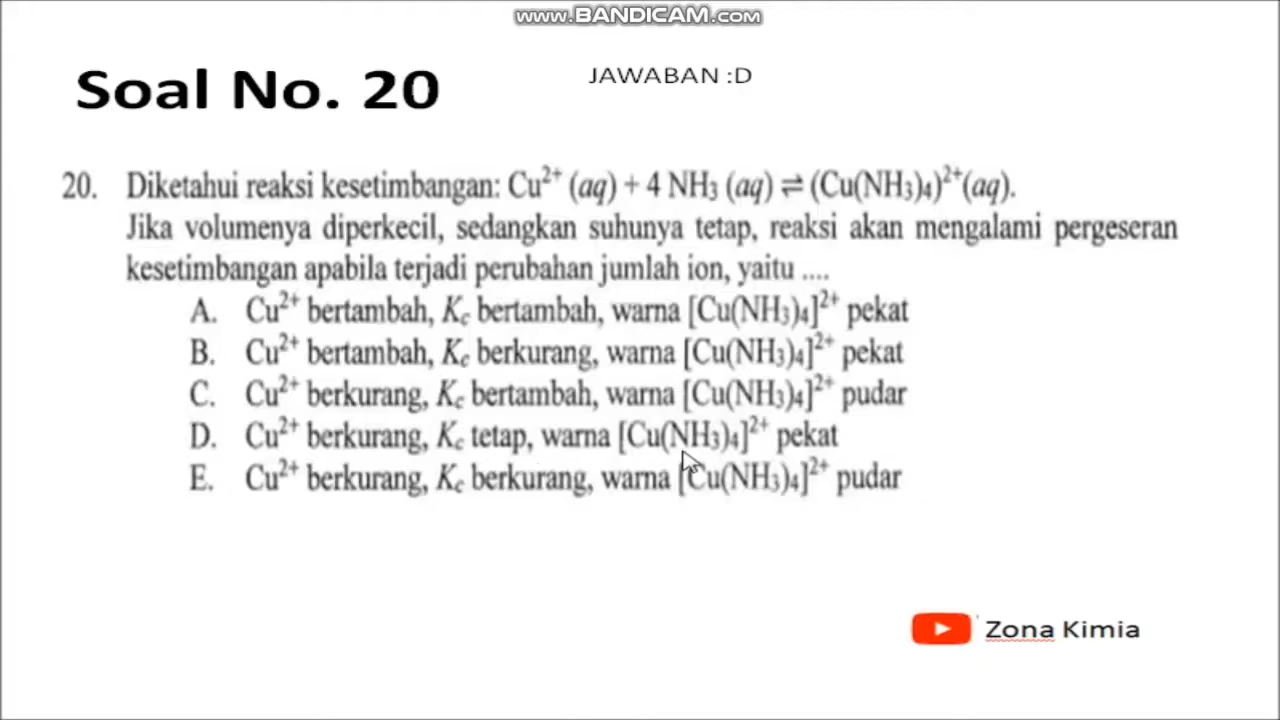 www.BANDICAM.com
Soal No. 20
JAWABAN :D
20. Diketahui reaksi kesetimbangan: Cu²⁺ (aq) + 4 NH₃ (aq) ⇌ (Cu(NH₃)₄)²⁺(aq).
Jika volumenya diperkecil, sedangkan suhunya tetap, reaksi akan mengalami pergeseran
kesetimbangan apabila terjadi perubahan jumlah ion, yaitu ....
A. Cu²⁺ bertambah, Kc bertambah, warna [Cu(NH₃)₄]²⁺ pekat
B. Cu²⁺ bertambah, Kc berkurang, warna [Cu(NH₃)₄]²⁺ pekat
C. Cu²⁺ berkurang, Kc bertambah, warna [Cu(NH₃)₄]²⁺ pudar
D. Cu²⁺ berkurang, Kc tetap, warna [Cu(NH₃)₄]²⁺ pekat
E. Cu²⁺ berkurang, Kc berkurang, warna [Cu(NH₃)₄]²⁺ pudar
Zona Kimia